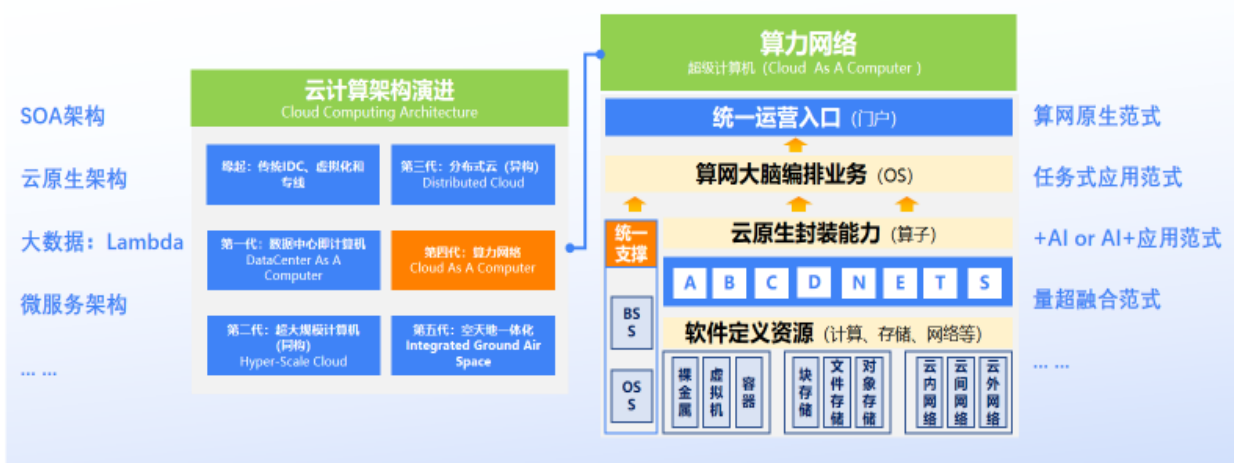 SOA架构
云原生架构
大数据：Lambda
微服务架构
... ...
云计算架构演进
Cloud Computing Architecture
缘起：传统IDC、虚拟化和
专线
第三代：分布式云（异构）
Distributed Cloud
第一代：数据中心即计算机
DataCenter As A
Computer
第四代：算力网络
Cloud As A Computer
第二代：超大规模计算机
（同构）
Hyper-Scale Cloud
第五代：空天地一体化
Integrated Ground Air
Space
算力网络
超级计算机（Cloud As A Computer ）
统一运营入口（门户）
算网大脑编排业务（OS）
统一
支撑
云原生封装能力（算子）
A B C D N E T S
BS
S
OS
S
软件定义资源（计算、存储、网络等）
裸金属
虚拟机
容器
块存储
文件存储
对象存储
云内网络
云间网络
云外网络
算网原生范式
任务式应用范式
+AI or AI+应用范式
量超融合范式
... ...